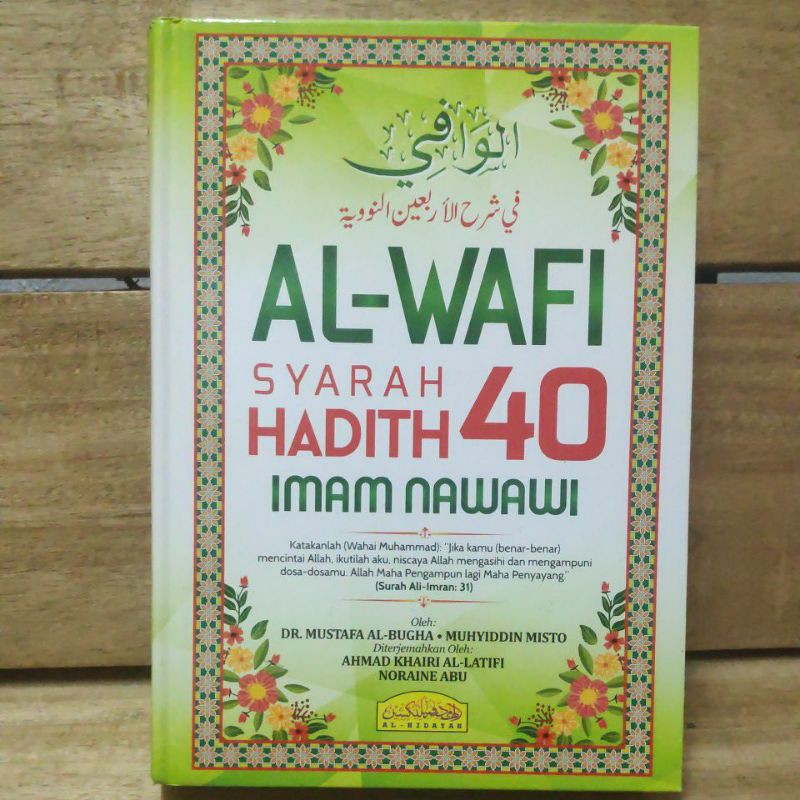 الوافي
في شرح الأربعين النووية
AL-WAFI
SYARAH
HADITH 40
IMAM NAWAWI
Katakanlah (Wahai Muhammad): "Jika kamu (benar-benar)
mencintai Allah, ikutilah aku, niscaya Allah mengasihi dan mengampuni
dosa-dosamu. Allah Maha Pengampun lagi Maha Penyayang."
(Surah Ali-Imran: 31)
Oleh:
DR. MUSTAFA AL-BUGHA • MUHYIDDIN MISTO
Diterjemahkan Oleh:
AHMAD KHAIRI AL-LATIFI
NORAINE ABU
AL-HIDAYAH